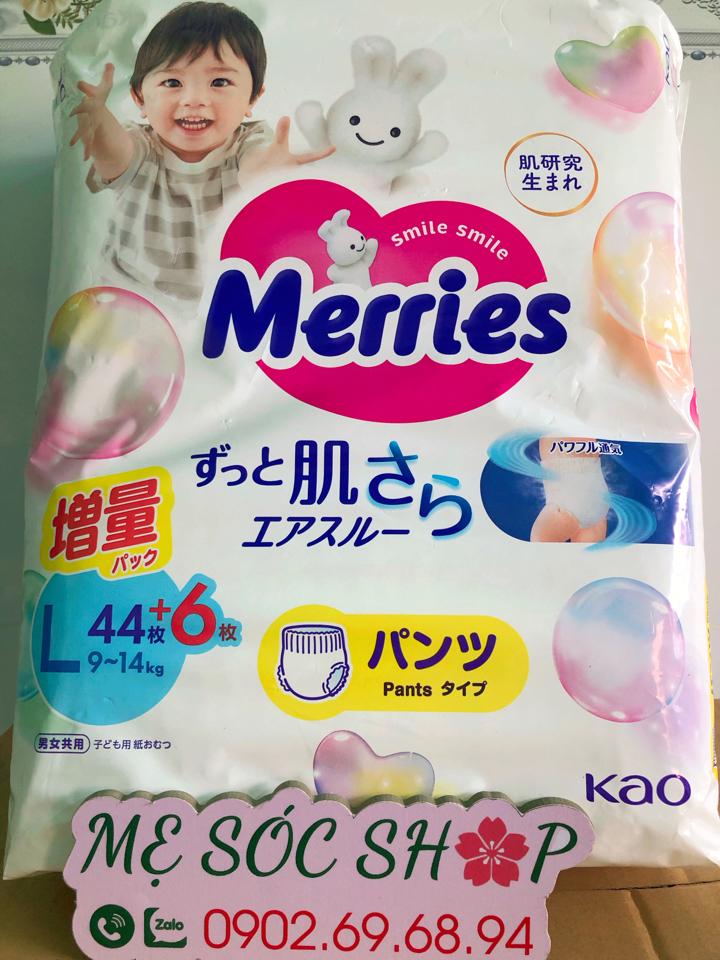 肌研究
生まれ
smile smile
Merries
ずっと肌さら
エアスルー
パワフル通気
増量
パック
L 44枚+6枚
9~14kg
パンツ
Pants タイプ
男女共用 子ども用 紙おむつ
Kao
MẸ SÓC SHOP
Zalo 0902.69.68.94